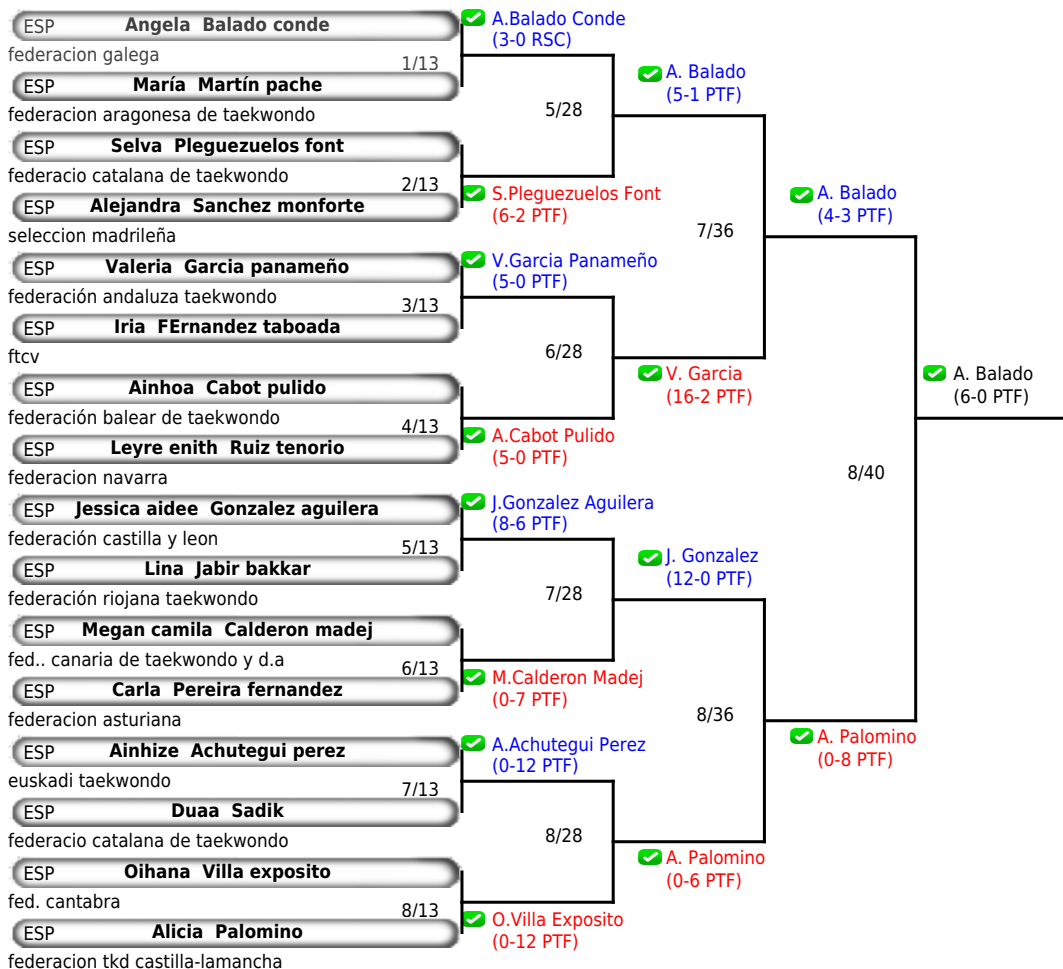 ESP Angela Balado conde
federacion galega
1/13
ESP María Martín pache
federacion aragonesa de taekwondo
ESP Selva Pleguezuelos font
federacio catalana de taekwondo
2/13
ESP Alejandra Sanchez monforte
seleccion madrileña
ESP Valeria Garcia panameño
federación andaluza taekwondo
3/13
ESP Iria FErnandez taboada
ftcv
ESP Ainhoa Cabot pulido
federación balear de taekwondo
4/13
ESP Leyre enith Ruiz tenorio
federacion navarra
ESP Jessica aidee Gonzalez aguilera
federación castilla y leon
5/13
ESP Lina Jabir bakkar
federación riojana taekwondo
ESP Megan camila Calderon madej
fed.. canaria de taekwondo y d.a
6/13
ESP Carla Pereira fernandez
federacion asturiana
ESP Ainhize Achutegui perez
euskadi taekwondo
7/13
ESP Duaa Sadik
federacio catalana de taekwondo
ESP Oihana Villa exposito
fed. cantabra
8/13
ESP Alicia Palomino
federacion tkd castilla-lamancha
A.Balado Conde
(3-0 RSC)
5/28
S.Pleguezuelos Font
(6-2 PTF)
V.Garcia Panameño
(5-0 PTF)
6/28
A.Cabot Pulido
(5-0 PTF)
J.Gonzalez Aguilera
(8-6 PTF)
7/28
M.Calderon Madej
(0-7 PTF)
A.Achutegui Perez
(0-12 PTF)
8/28
O.Villa Exposito
(0-12 PTF)
A. Balado
(5-1 PTF)
7/36
V. Garcia
(16-2 PTF)
J. Gonzalez
(12-0 PTF)
8/36
A. Palomino
(0-6 PTF)
A. Balado
(4-3 PTF)
8/40
A. Palomino
(0-8 PTF)
A. Balado
(6-0 PTF)